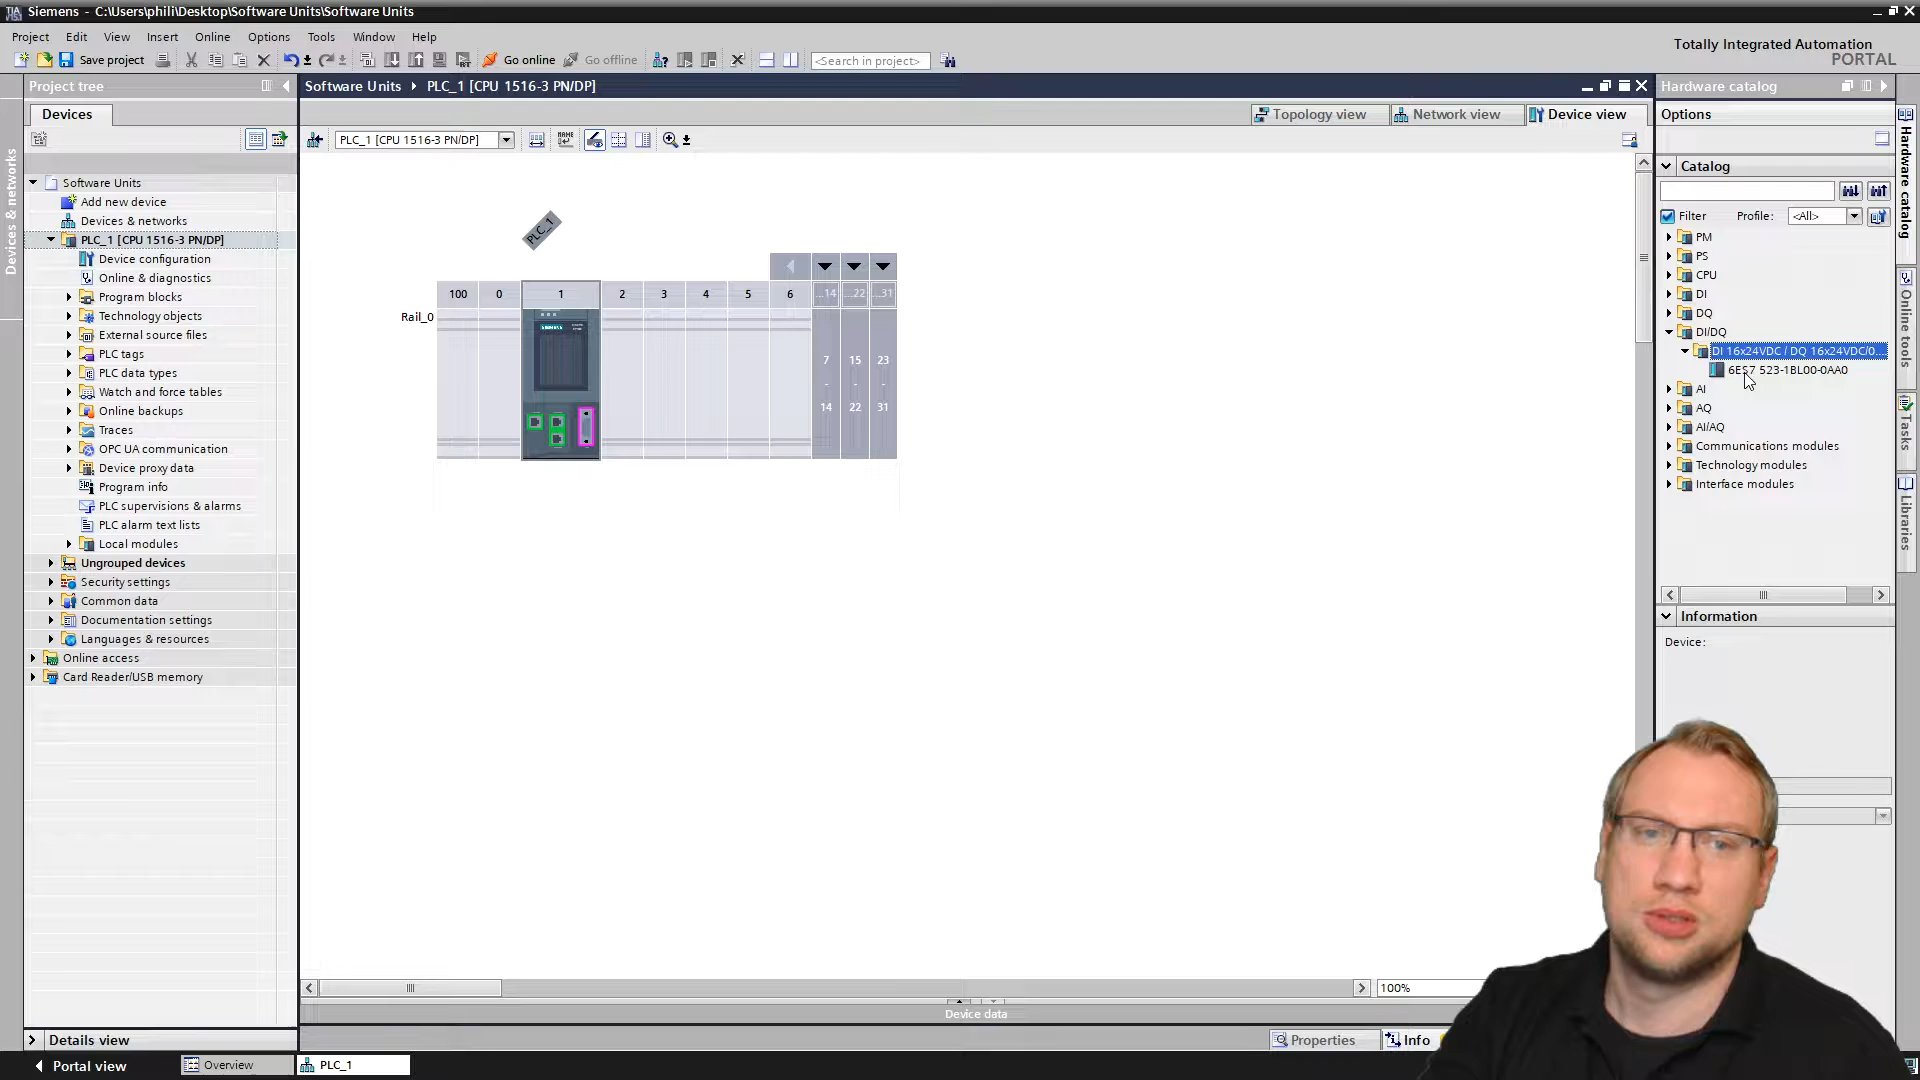 Siemens - C:\Users\phili\Desktop\Software Units\Software Units
Project Edit View Insert Online Options Tools Window Help
Save project Go online Go offline <Search in project>
Totally Integrated Automation
PORTAL
Project tree
Devices
Devices & networks
Software Units
Add new device
Devices & networks
PLC_1 [CPU 1516-3 PN/DP]
Device configuration
Online & diagnostics
Program blocks
Technology objects
External source files
PLC tags
PLC data types
Watch and force tables
Online backups
Traces
OPC UA communication
Device proxy data
Program info
PLC supervisions & alarms
PLC alarm text lists
Local modules
Ungrouped devices
Security settings
Common data
Documentation settings
Languages & resources
Online access
Card Reader/USB memory
Details view
Portal view
Overview
PLC_1
Software Units PLC_1 [CPU 1516-3 PN/DP]
Topology view Network view Device view
PLC_1 [CPU 1516-3 PN/DP]
PLC_1
100 0 1 2 3 4 5 6 ...14 ...22 ...31
Rail_0
SIEMENS
7 15 23
- - -
14 22 31
100%
Device data
Properties Info
Hardware catalog
Options
Catalog
Filter Profile: <All>
PM
PS
CPU
DI
DQ
DI/DQ
DI 16x24VDC / DQ 16x24VDC/0...
6ES7 523-1BL00-0AA0
AI
AQ
AI/AQ
Communications modules
Technology modules
Interface modules
Information
Device:
Hardware catalog
Online tools
Tasks
Libraries